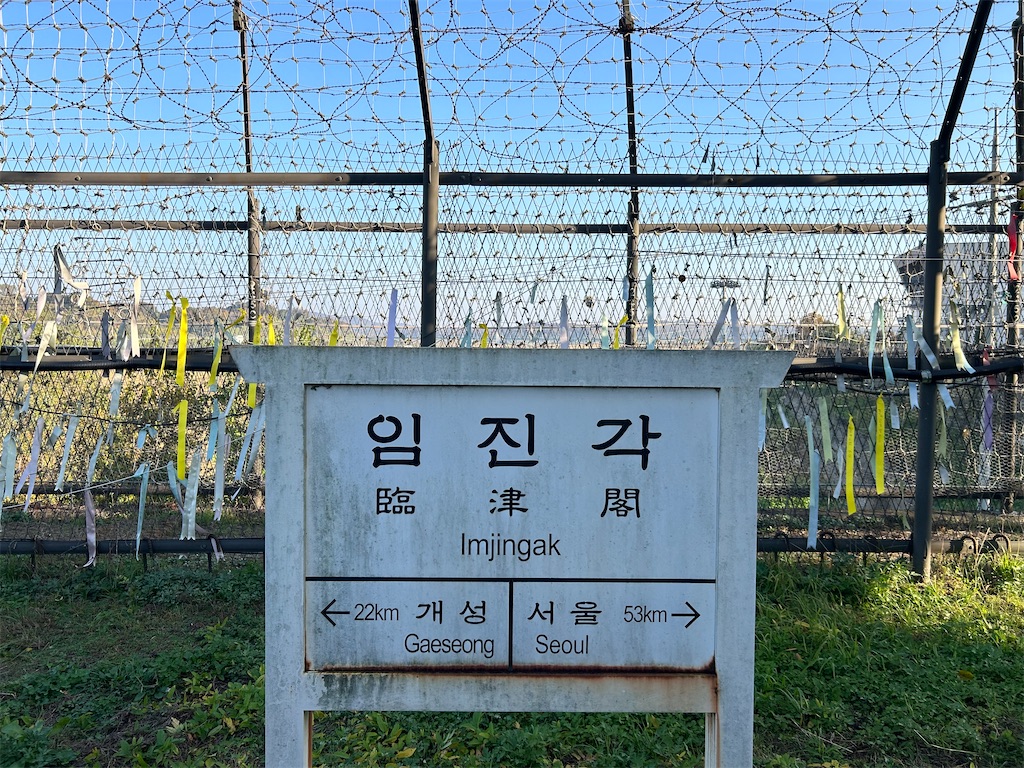 임 진 각
臨 津 閣
Imjingak
← 22km 개 성
Gaeseong
서 울 53km →
Seoul